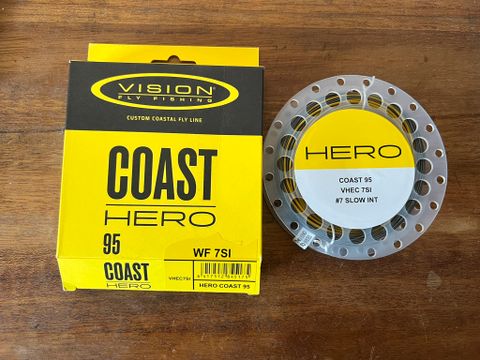 VISION
FLY FISHING
CUSTOM COASTAL FLY LINE
COAST
HERO
95
WF 7SI
COAST
HERO
VHEC7SI
HERO COAST 95
HERO
COAST 95
VHEC 7SI
#7 SLOW INT